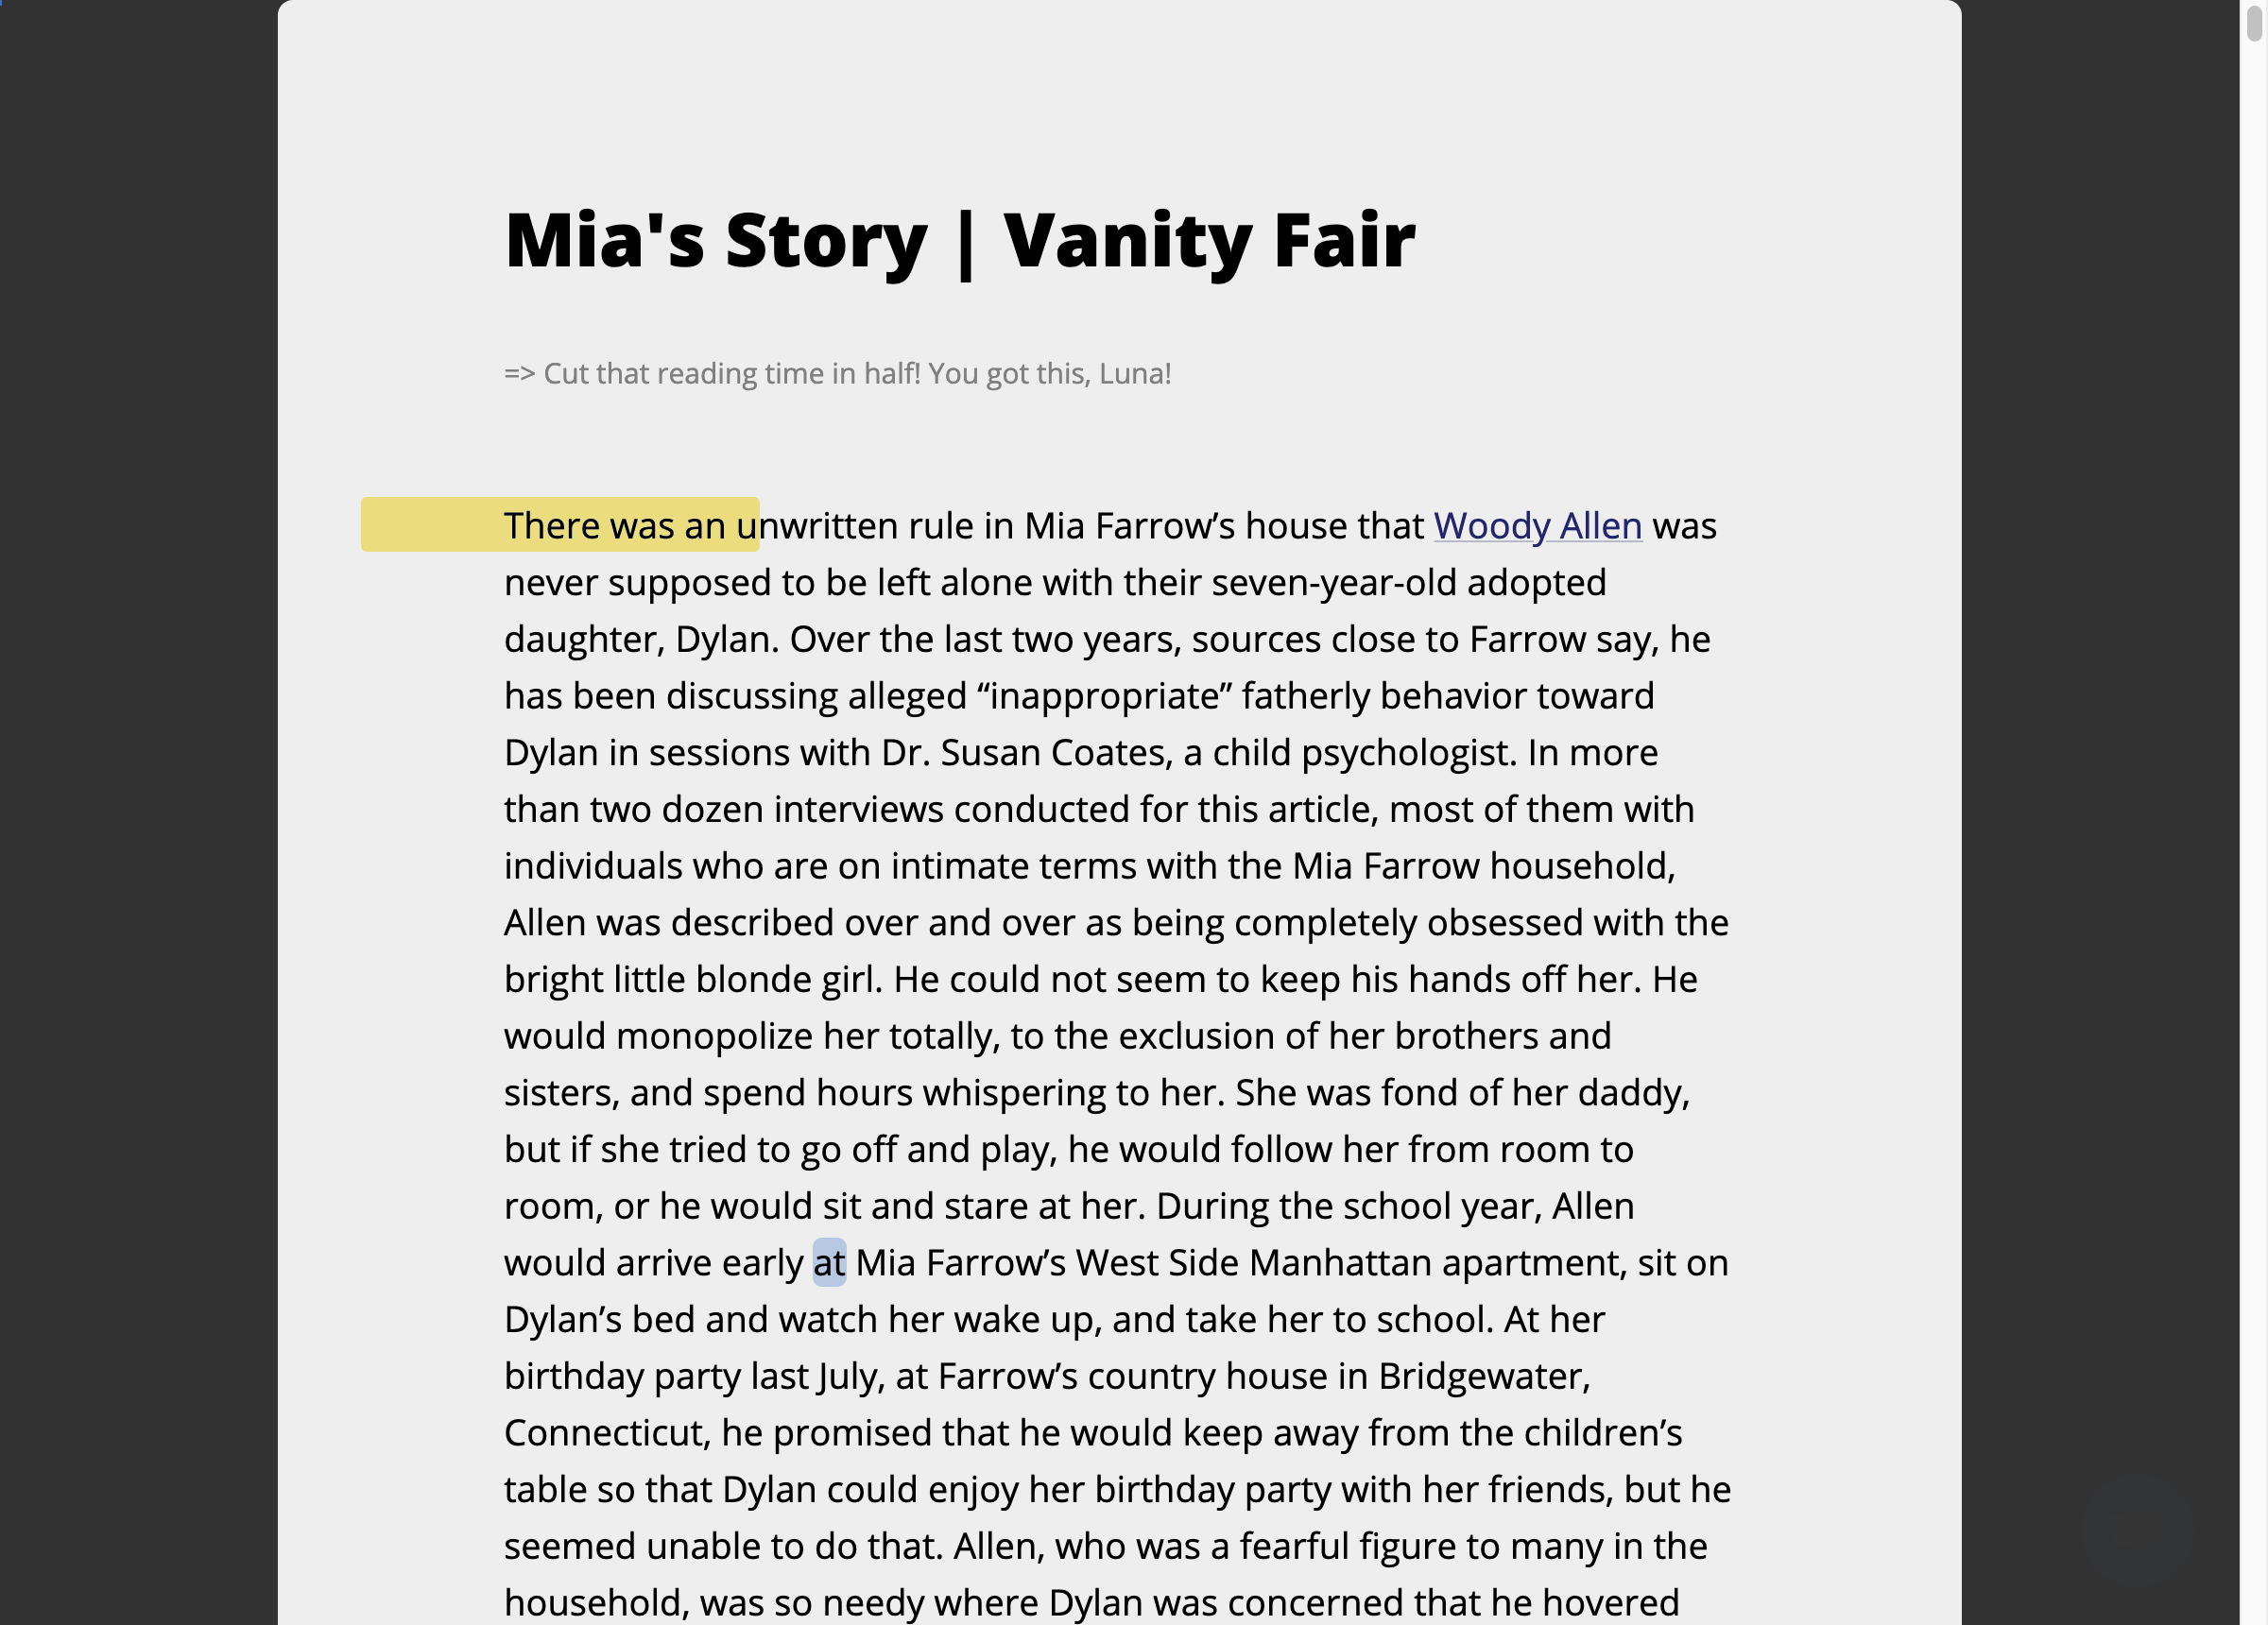 Mia's Story | Vanity Fair
=> Cut that reading time in half! You got this, Luna!
There was an unwritten rule in Mia Farrow’s house that Woody Allen was
never supposed to be left alone with their seven-year-old adopted
daughter, Dylan. Over the last two years, sources close to Farrow say, he
has been discussing alleged “inappropriate” fatherly behavior toward
Dylan in sessions with Dr. Susan Coates, a child psychologist. In more
than two dozen interviews conducted for this article, most of them with
individuals who are on intimate terms with the Mia Farrow household,
Allen was described over and over as being completely obsessed with the
bright little blonde girl. He could not seem to keep his hands off her. He
would monopolize her totally, to the exclusion of her brothers and
sisters, and spend hours whispering to her. She was fond of her daddy,
but if she tried to go off and play, he would follow her from room to
room, or he would sit and stare at her. During the school year, Allen
would arrive early at Mia Farrow’s West Side Manhattan apartment, sit on
Dylan’s bed and watch her wake up, and take her to school. At her
birthday party last July, at Farrow’s country house in Bridgewater,
Connecticut, he promised that he would keep away from the children’s
table so that Dylan could enjoy her birthday party with her friends, but he
seemed unable to do that. Allen, who was a fearful figure to many in the
household, was so needy where Dylan was concerned that he hovered